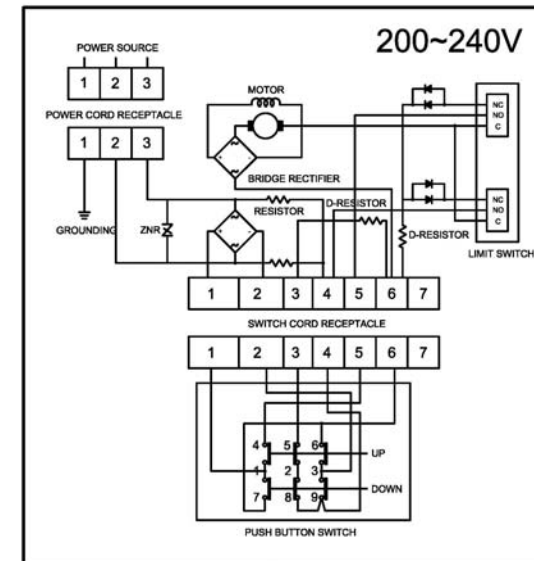 200~240V
POWER SOURCE
1 2 3
POWER CORD RECEPTACLE
1 2 3
GROUNDING
ZNR
MOTOR
BRIDGE RECTIFIER
RESISTOR
D-RESISTOR
D-RESISTOR
NC
NO
C
NC
NO
C
LIMIT SWITCH
1 2 3 4 5 6 7
SWITCH CORD RECEPTACLE
1 2 3 4 5 6 7
4 5 6
UP
1 2 3
DOWN
7 8 9
PUSH BUTTON SWITCH